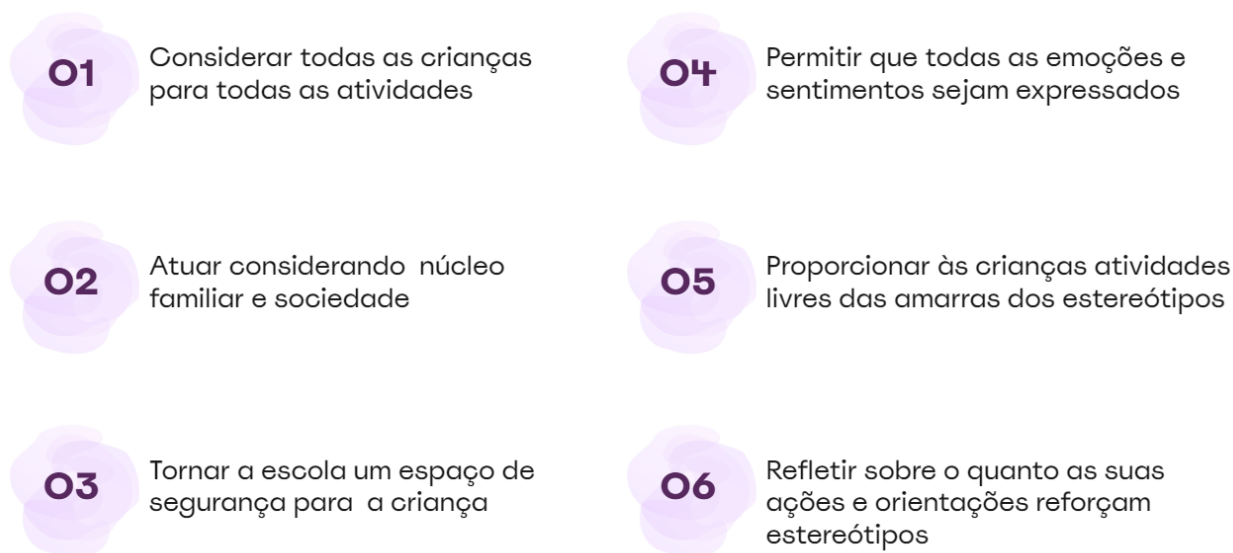 01
Considerar todas as crianças
para todas as atividades
02
Atuar considerando  núcleo
familiar e sociedade
03
Tornar a escola um espaço de
segurança para  a criança
04
Permitir que todas as emoções e
sentimentos sejam expressados
05
Proporcionar às crianças atividades
livres das amarras dos estereótipos
06
Refletir sobre o quanto as suas
ações e orientações reforçam
estereótipos